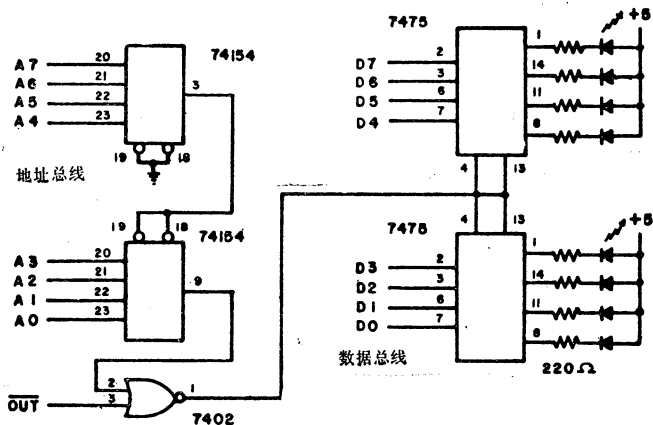 7475
+5
74154
A7 20
A6 21
A5 22
A4 23
3
19 18
地址总线
D7 2
D6 3
D5 6
D4 7
1
14
11
8
4 13
19 18
74154
A3 20
A2 21
A1 22
A0 23
9
4 13
7475
+5
D3 2
D2 3
D1 6
D0 7
1
14
11
8
数据总线
220Ω
2
OUT 3
1
7402